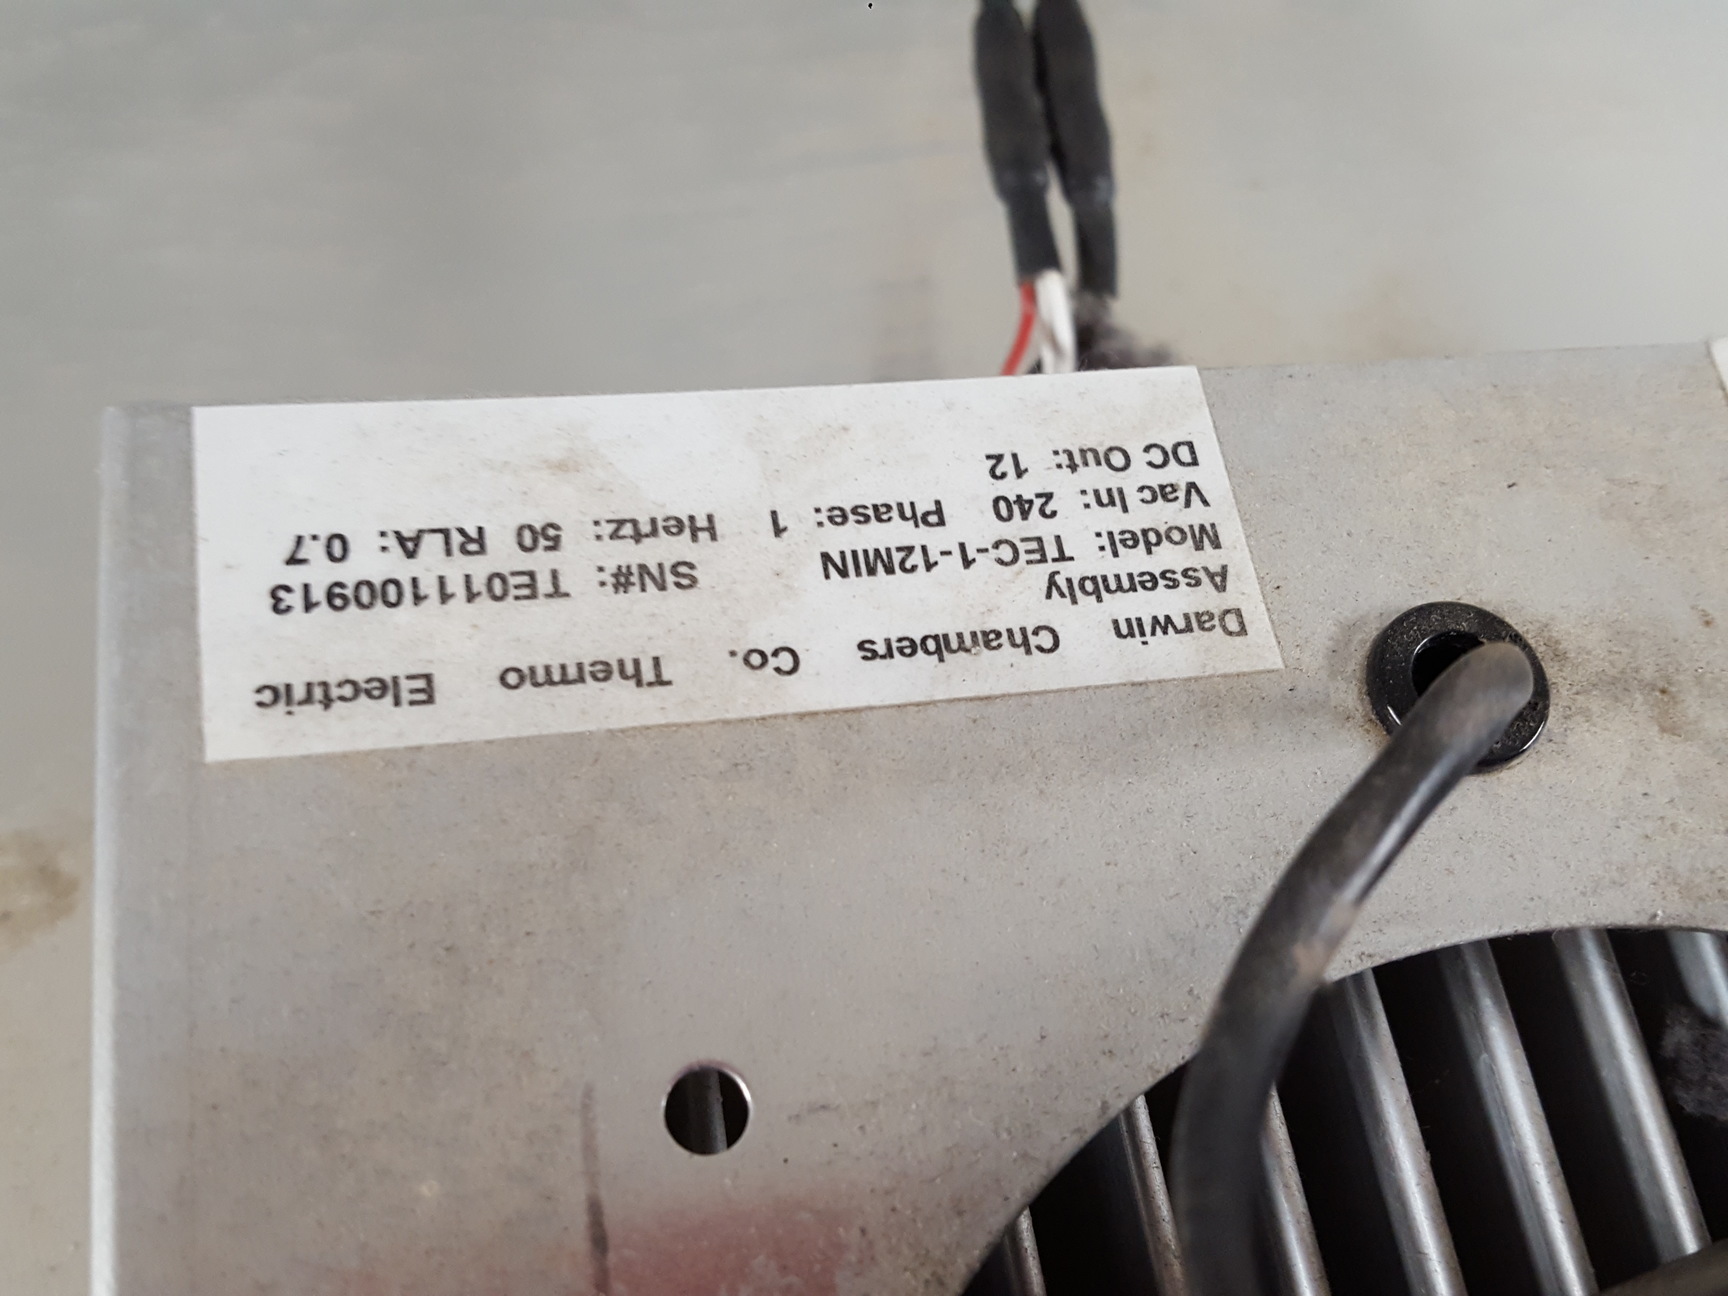 Darwin Chambers Co. Thermo Electric
Assembly
Model: TEC-1-12MIN SN#: TE011100913
Vac In: 240 Phase: 1 Hertz: 50 RLA: 0.7
DC Out: 12